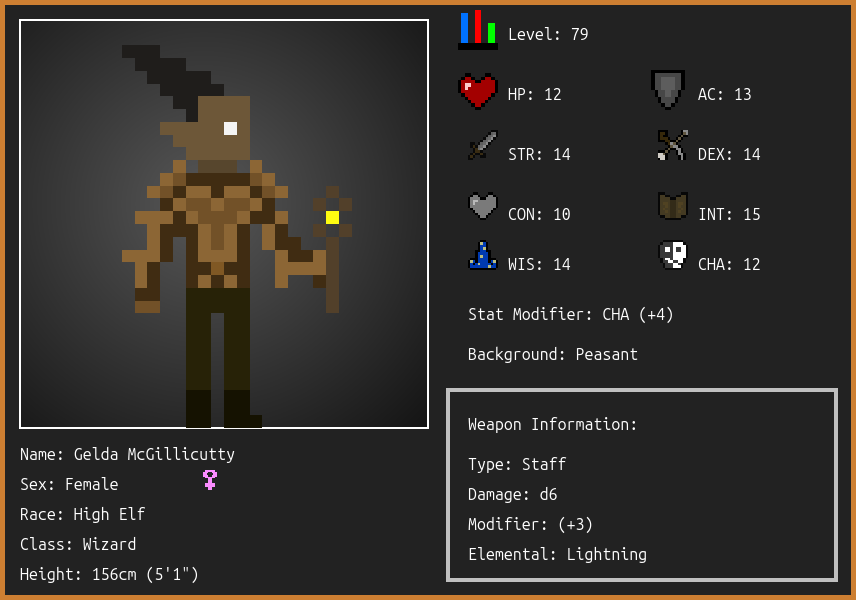 Level: 79
HP: 12
AC: 13
STR: 14
DEX: 14
CON: 10
INT: 15
WIS: 14
CHA: 12
Stat Modifier: CHA (+4)
Background: Peasant
Weapon Information:
Type: Staff
Damage: d6
Modifier: (+3)
Elemental: Lightning
Name: Gelda McGillicutty
Sex: Female
Race: High Elf
Class: Wizard
Height: 156cm (5'1")